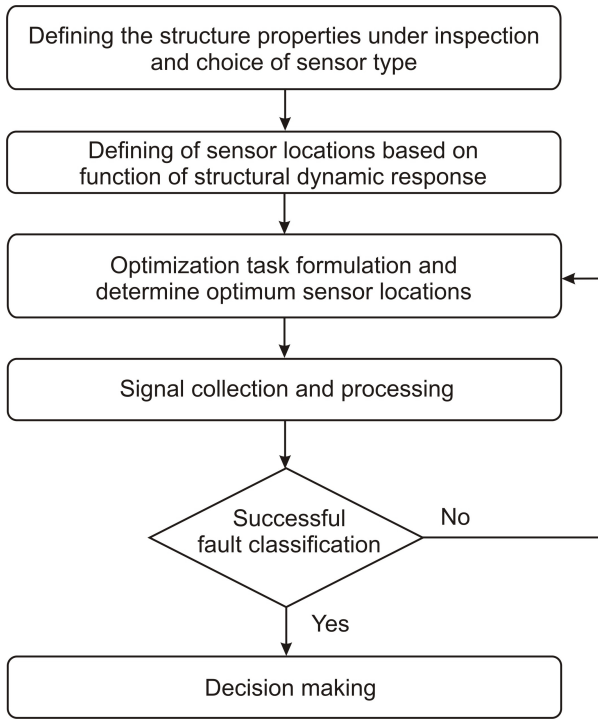 Defining the structure properties under inspection
and choice of sensor type
Defining of sensor locations based on
function of structural dynamic response
Optimization task formulation and
determine optimum sensor locations
Signal collection and processing
Successful
fault classification
No
Yes
Decision making